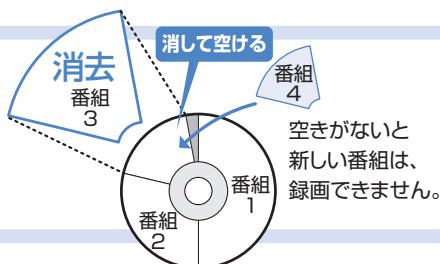 消して空ける
消去
番組
3
番組
4
空きがないと
新しい番組は、
録画できません。
番組
1
番組
2